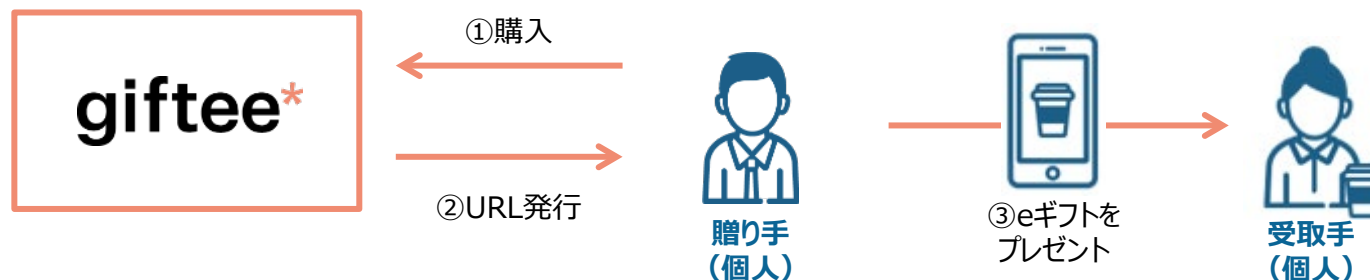 ①購入
giftee*
②URL発行
贈り手
（個人）
③eギフトを
プレゼント
受取手
（個人）